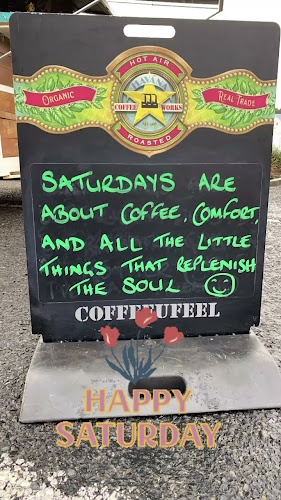 HOT AIR
HAVANA
ORGANIC
COFFEE WORKS
REAL TRADE
ROASTED
SATURDAYS ARE
ABOUT COFFEE, COMFORT,
AND ALL THE LITTLE
THINGS THAT REPLENISH
THE SOUL
COFFEEUFEEL
HAPPY
SATURDAY